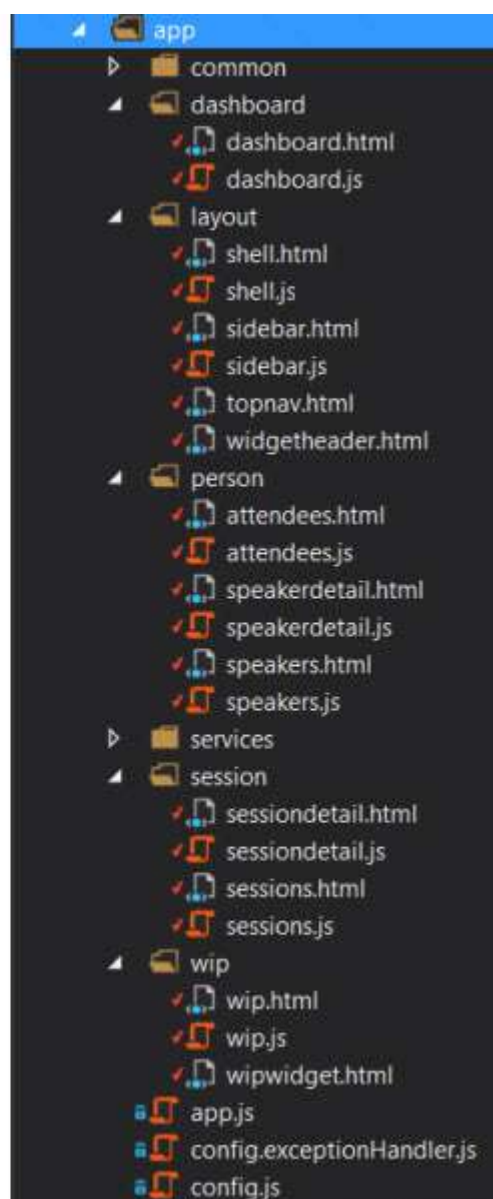 app
common
dashboard
dashboard.html
dashboard.js
layout
shell.html
shell.js
sidebar.html
sidebar.js
topnav.html
widgetheader.html
person
attendees.html
attendees.js
speakerdetail.html
speakerdetail.js
speakers.html
speakers.js
services
session
sessiondetail.html
sessiondetail.js
sessions.html
sessions.js
wip
wip.html
wip.js
wipwidget.html
app.js
config.exceptionHandler.js
config.js